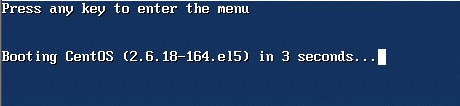 Press any key to enter the menu
Booting CentOS (2.6.18-164.el5) in 3 seconds...